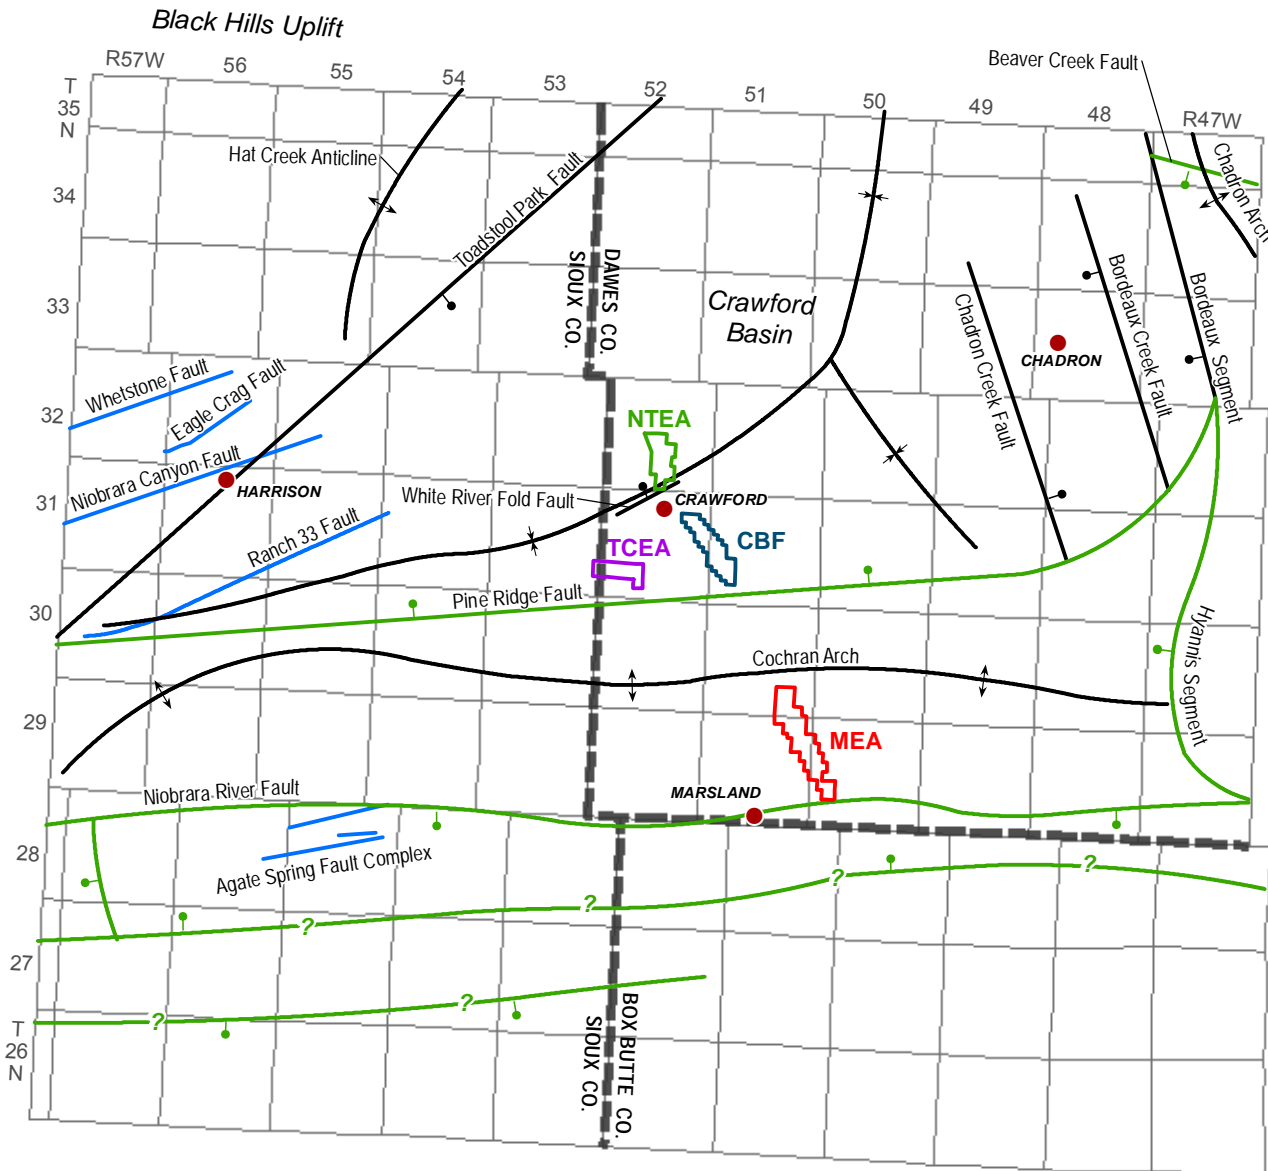 Black Hills Uplift
R57W
56
55
54
53
52
51
50
49
48
R47W
Beaver Creek Fault
T
35
N
34
33
32
31
30
29
28
27
T
26
N
Hat Creek Anticline
Toadstool Park Fault
Chadron Arch
DAWES CO.
SIOUX CO.
Crawford
Basin
Chadron Creek Fault
Bordeaux Creek Fault
Bordeaux Segment
CHADRON
Whetstone Fault
Eagle Crag Fault
Niobrara Canyon Fault
HARRISON
Ranch 33 Fault
NTEA
White River Fold Fault
CRAWFORD
TCEA
CBF
Pine Ridge Fault
Hyannis Segment
Cochran Arch
MEA
MARSLAND
Niobrara River Fault
Agate Spring Fault Complex
?
?
?
?
?
?
BOX BUTTE CO.
SIOUX CO.